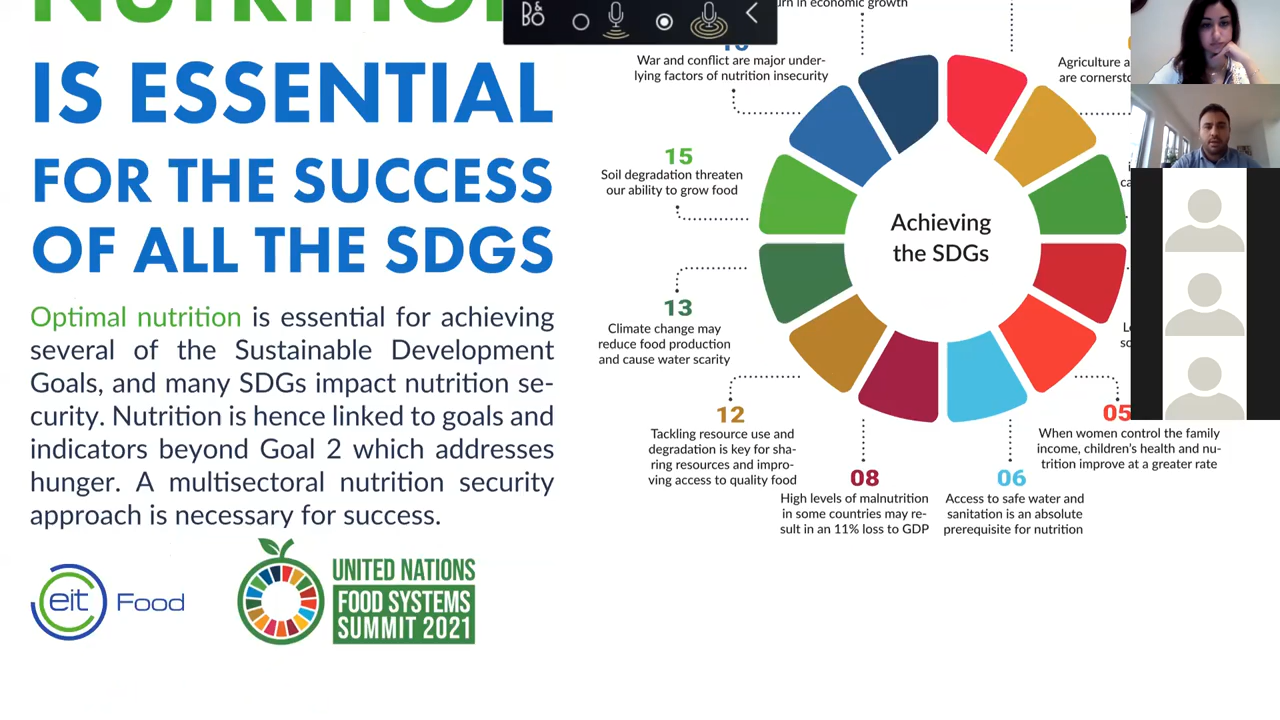 NUTRITION
IS ESSENTIAL
FOR THE SUCCESS
OF ALL THE SDGS
Optimal nutrition is essential for achieving
several of the Sustainable Development
Goals, and many SDGs impact nutrition se-
curity. Nutrition is hence linked to goals and
indicators beyond Goal 2 which addresses
hunger. A multisectoral nutrition security
approach is necessary for success.
eit Food
UNITED NATIONS
FOOD SYSTEMS
SUMMIT 2021
B&O
in economic growth
16
War and conflict are major under-
lying factors of nutrition insecurity
15
Soil degradation threaten
our ability to grow food
13
Climate change may
reduce food production
and cause water scarity
12
Tackling resource use and
degradation is key for sha-
ring resources and impro-
ving access to quality food
08
High levels of malnutrition
in some countries may re-
sult in an 11% loss to GDP
06
Access to safe water and
sanitation is an absolute
prerequisite for nutrition
05
When women control the family
income, children's health and nu-
trition improve at a greater rate
Agriculture
are
Achieving
the SDGs